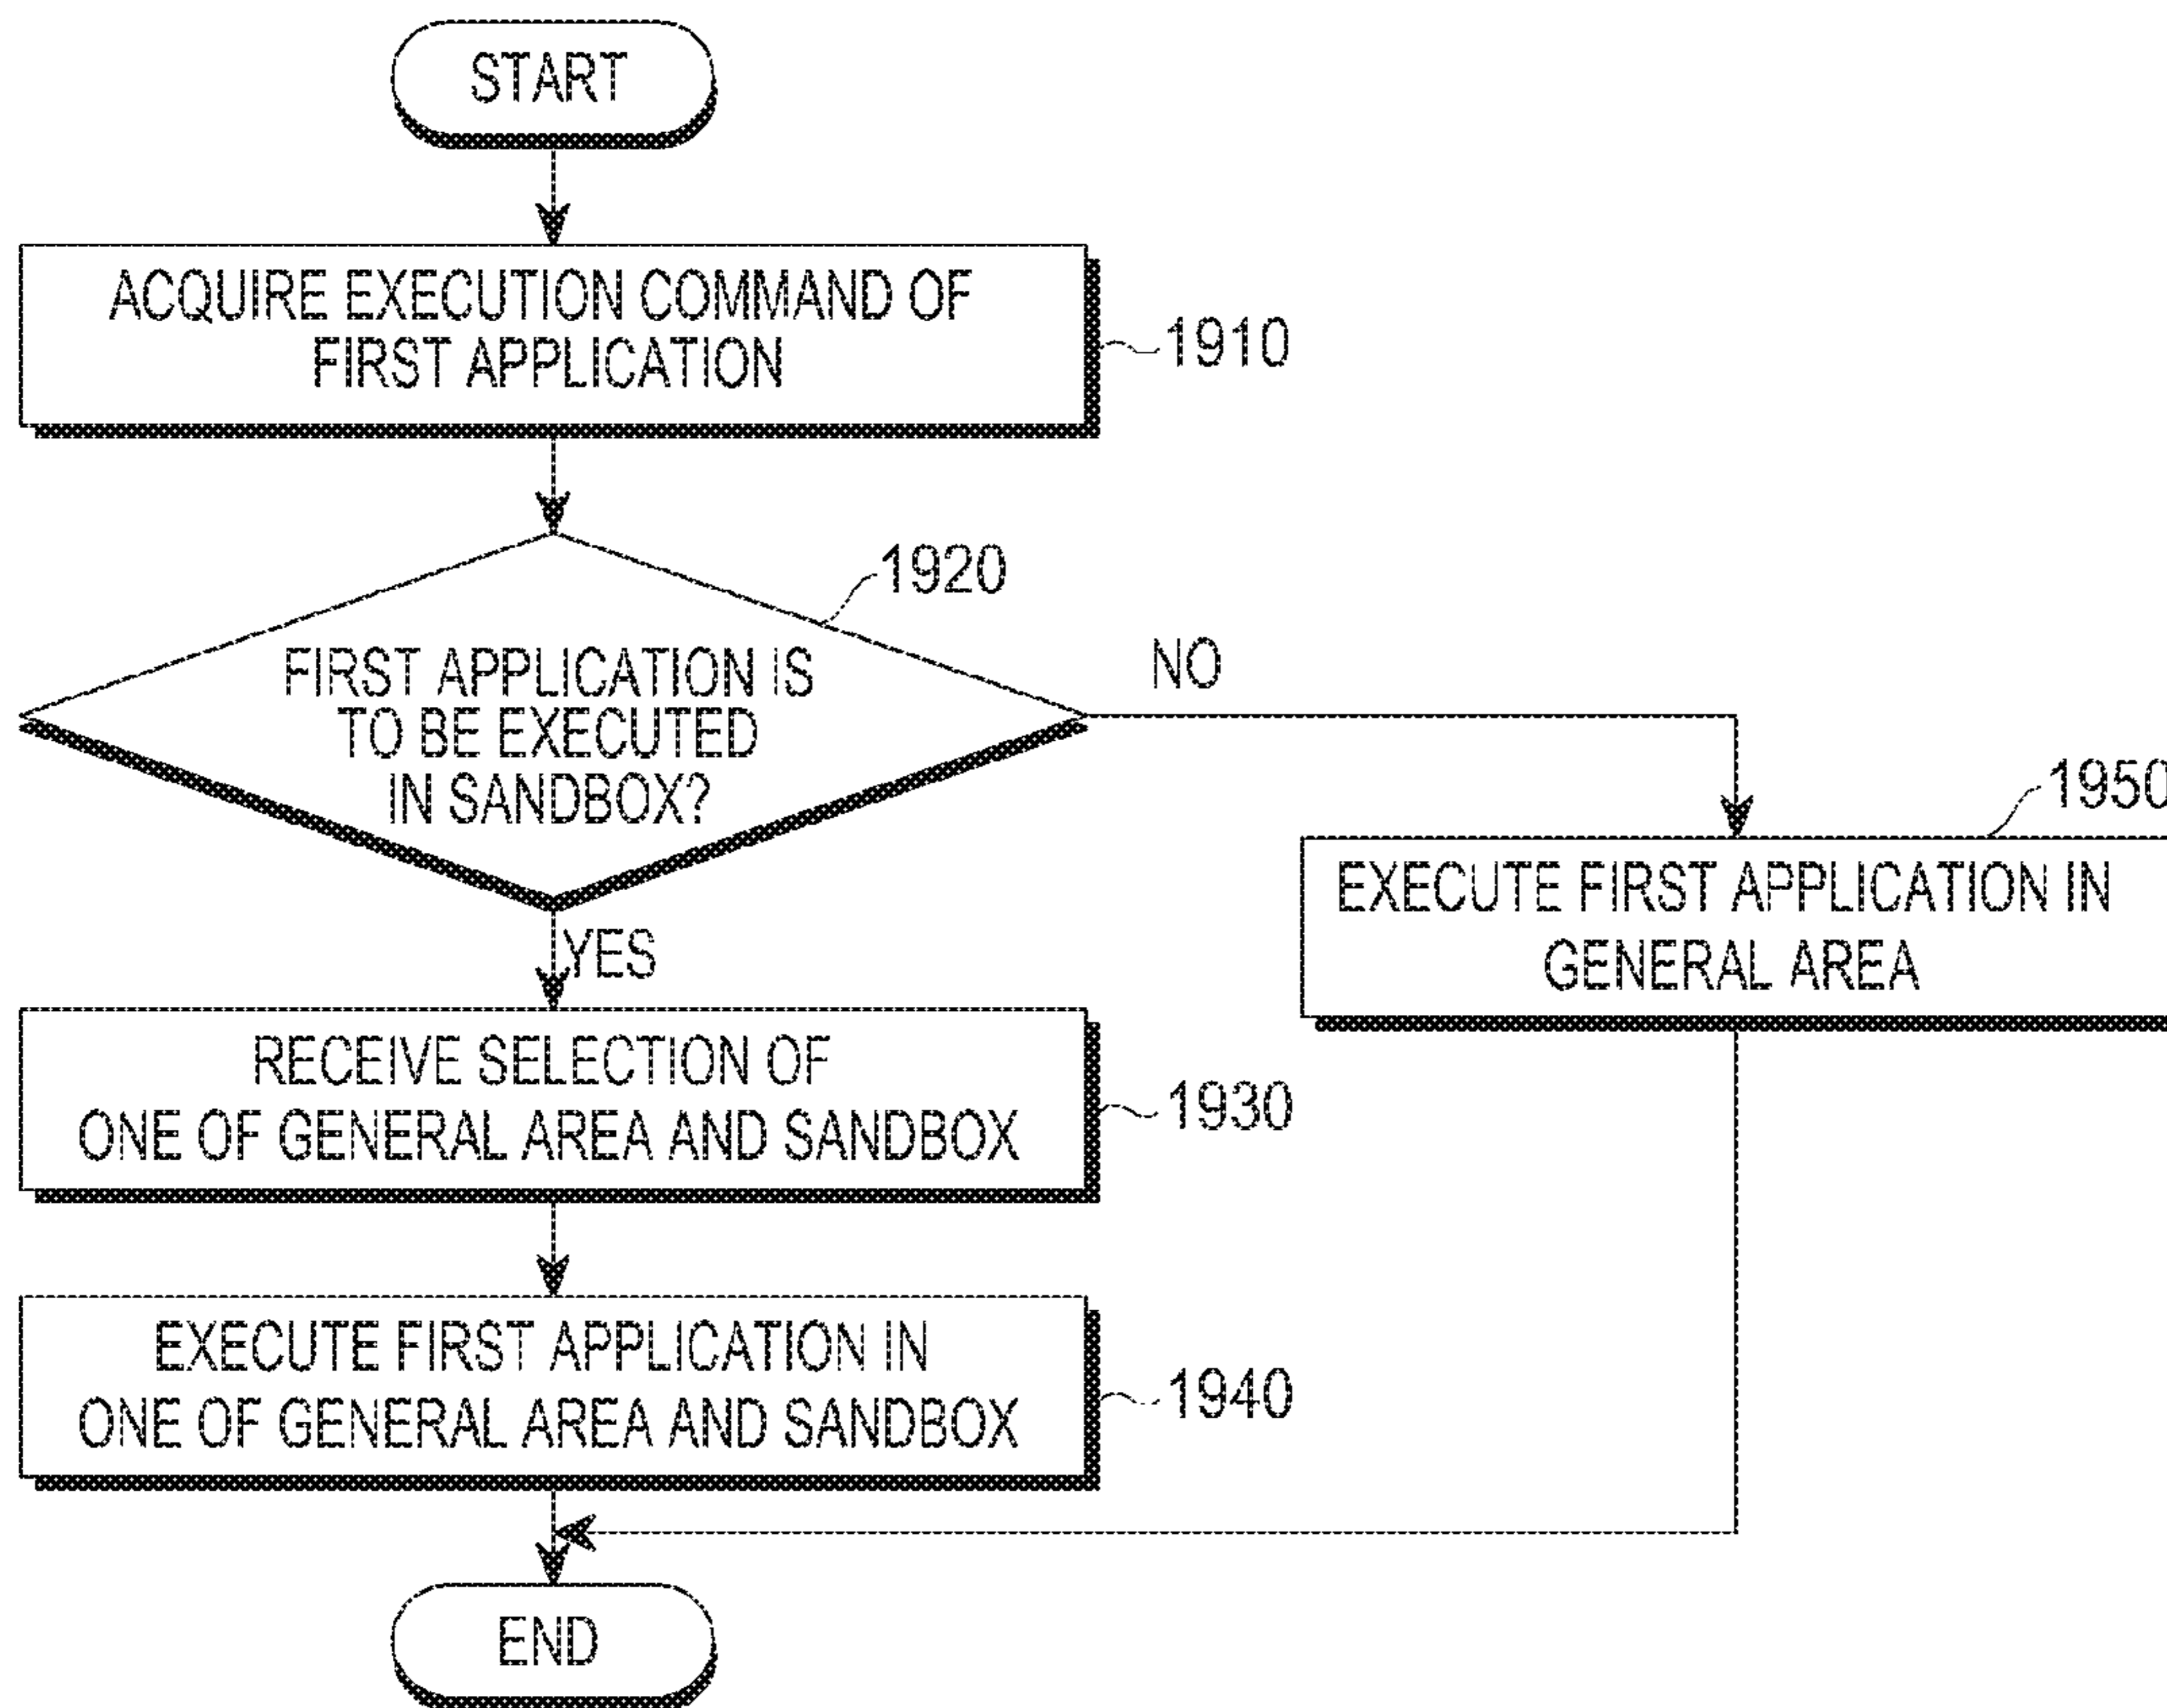 START
ACQUIRE EXECUTION COMMAND OF
FIRST APPLICATION
1910
1920
FIRST APPLICATION IS
TO BE EXECUTED
IN SANDBOX?
NO
YES
1950
EXECUTE FIRST APPLICATION IN
GENERAL AREA
RECEIVE SELECTION OF
ONE OF GENERAL AREA AND SANDBOX
1930
EXECUTE FIRST APPLICATION IN
ONE OF GENERAL AREA AND SANDBOX
1940
END